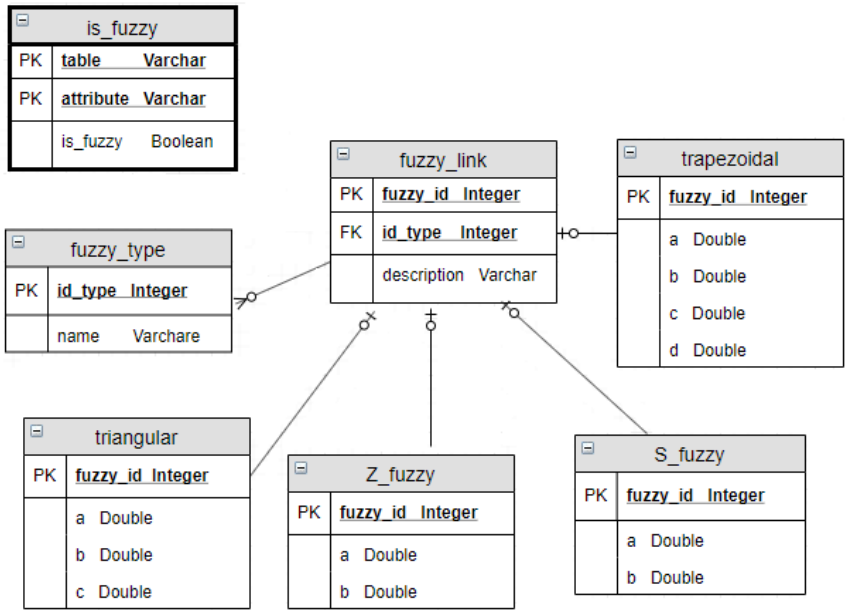 is_fuzzy
PK table Varchar
PK attribute Varchar
is_fuzzy Boolean
fuzzy_link
PK fuzzy_id Integer
FK id_type Integer
description Varchar
trapezoidal
PK fuzzy_id Integer
a Double
b Double
c Double
d Double
fuzzy_type
PK id_type Integer
name Varchare
triangular
PK fuzzy_id Integer
a Double
b Double
c Double
Z_fuzzy
PK fuzzy_id Integer
a Double
b Double
S_fuzzy
PK fuzzy_id Integer
a Double
b Double